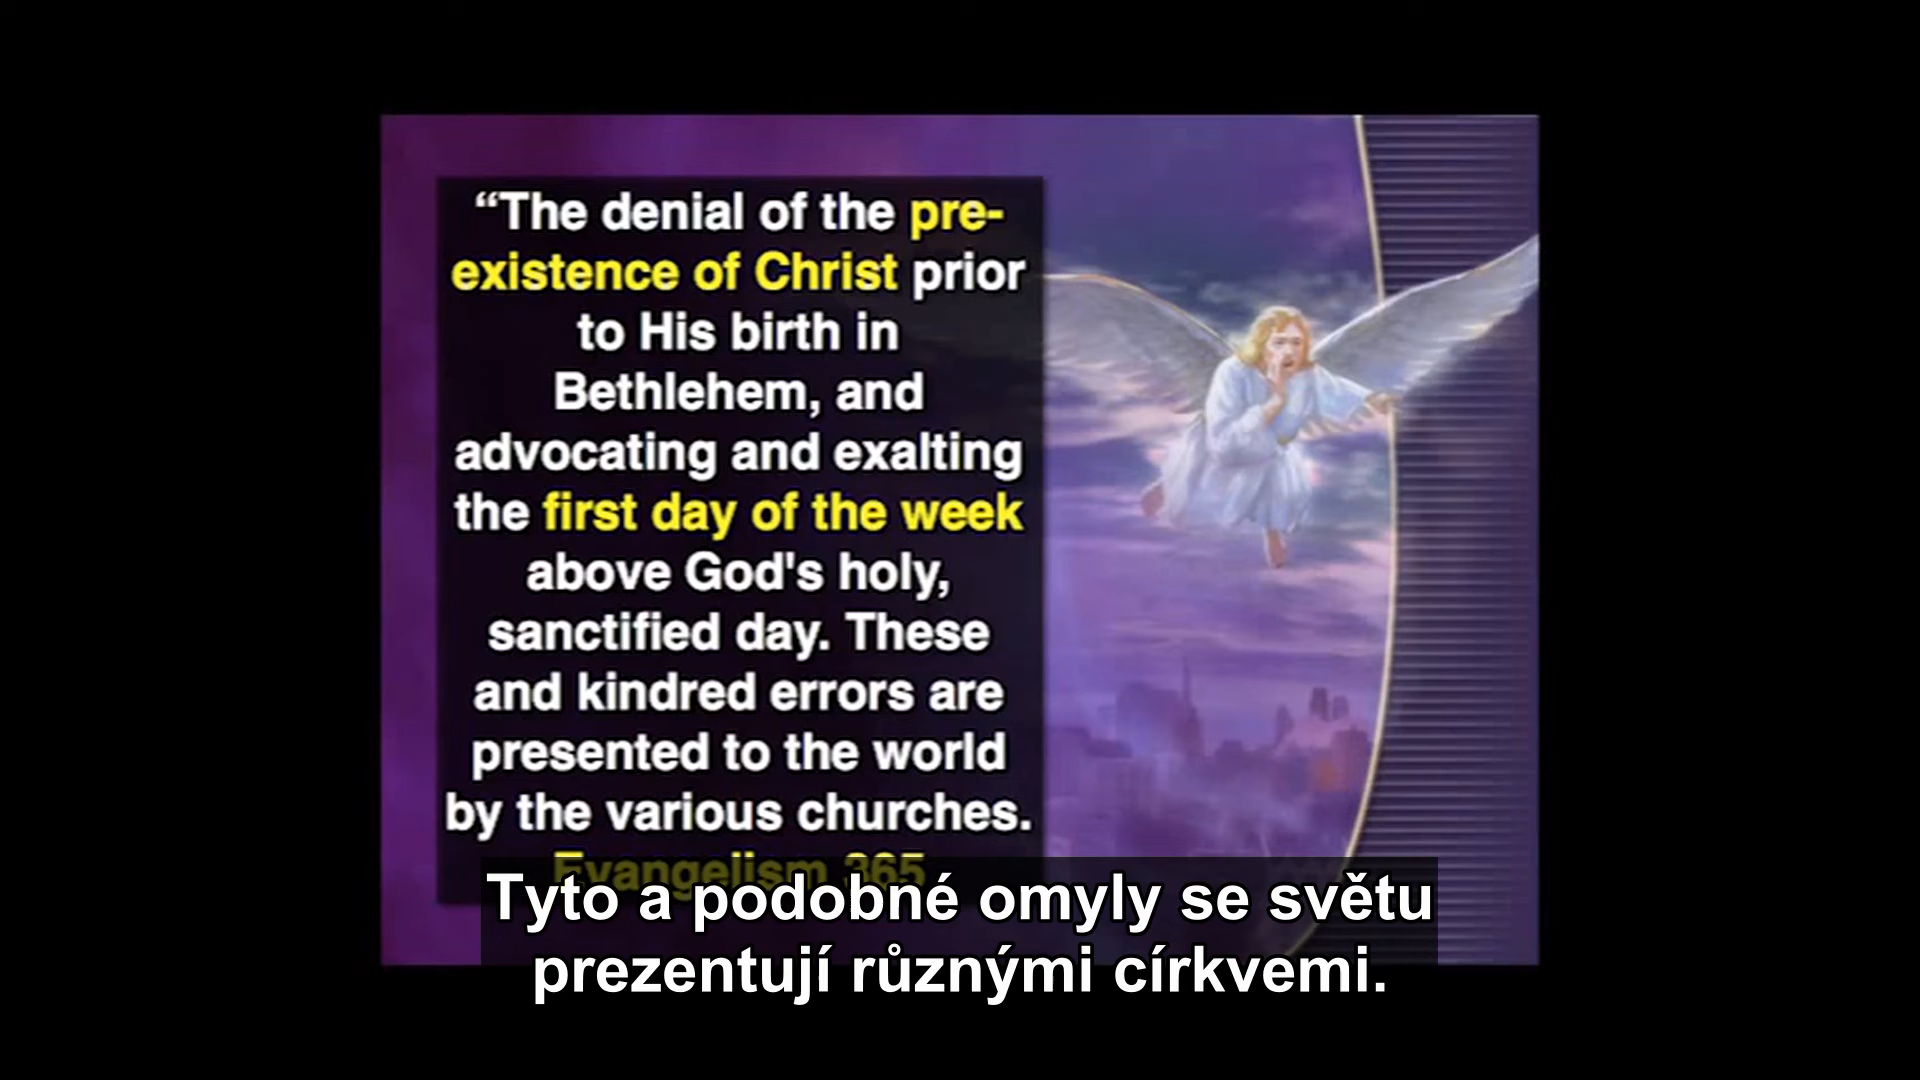 “The denial of the pre-
existence of Christ prior
to His birth in
Bethlehem, and
advocating and exalting
the first day of the week
above God's holy,
sanctified day. These
and kindred errors are
presented to the world
by the various churches.
Evangelism 365
Tyto a podobné omyly se světu
prezentují různými církvemi.